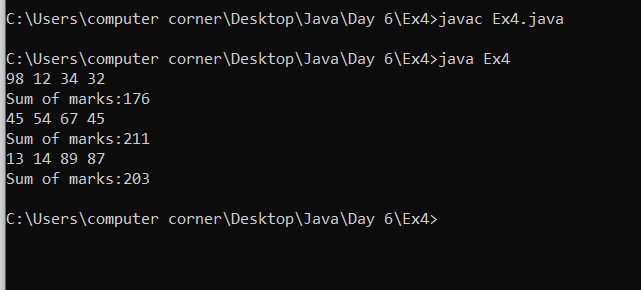 C:\Users\computer corner\Desktop\Java\Day 6\Ex4>javac Ex4.java
C:\Users\computer corner\Desktop\Java\Day 6\Ex4>java Ex4
98 12 34 32
Sum of marks:176
45 54 67 45
Sum of marks:211
13 14 89 87
Sum of marks:203
C:\Users\computer corner\Desktop\Java\Day 6\Ex4>